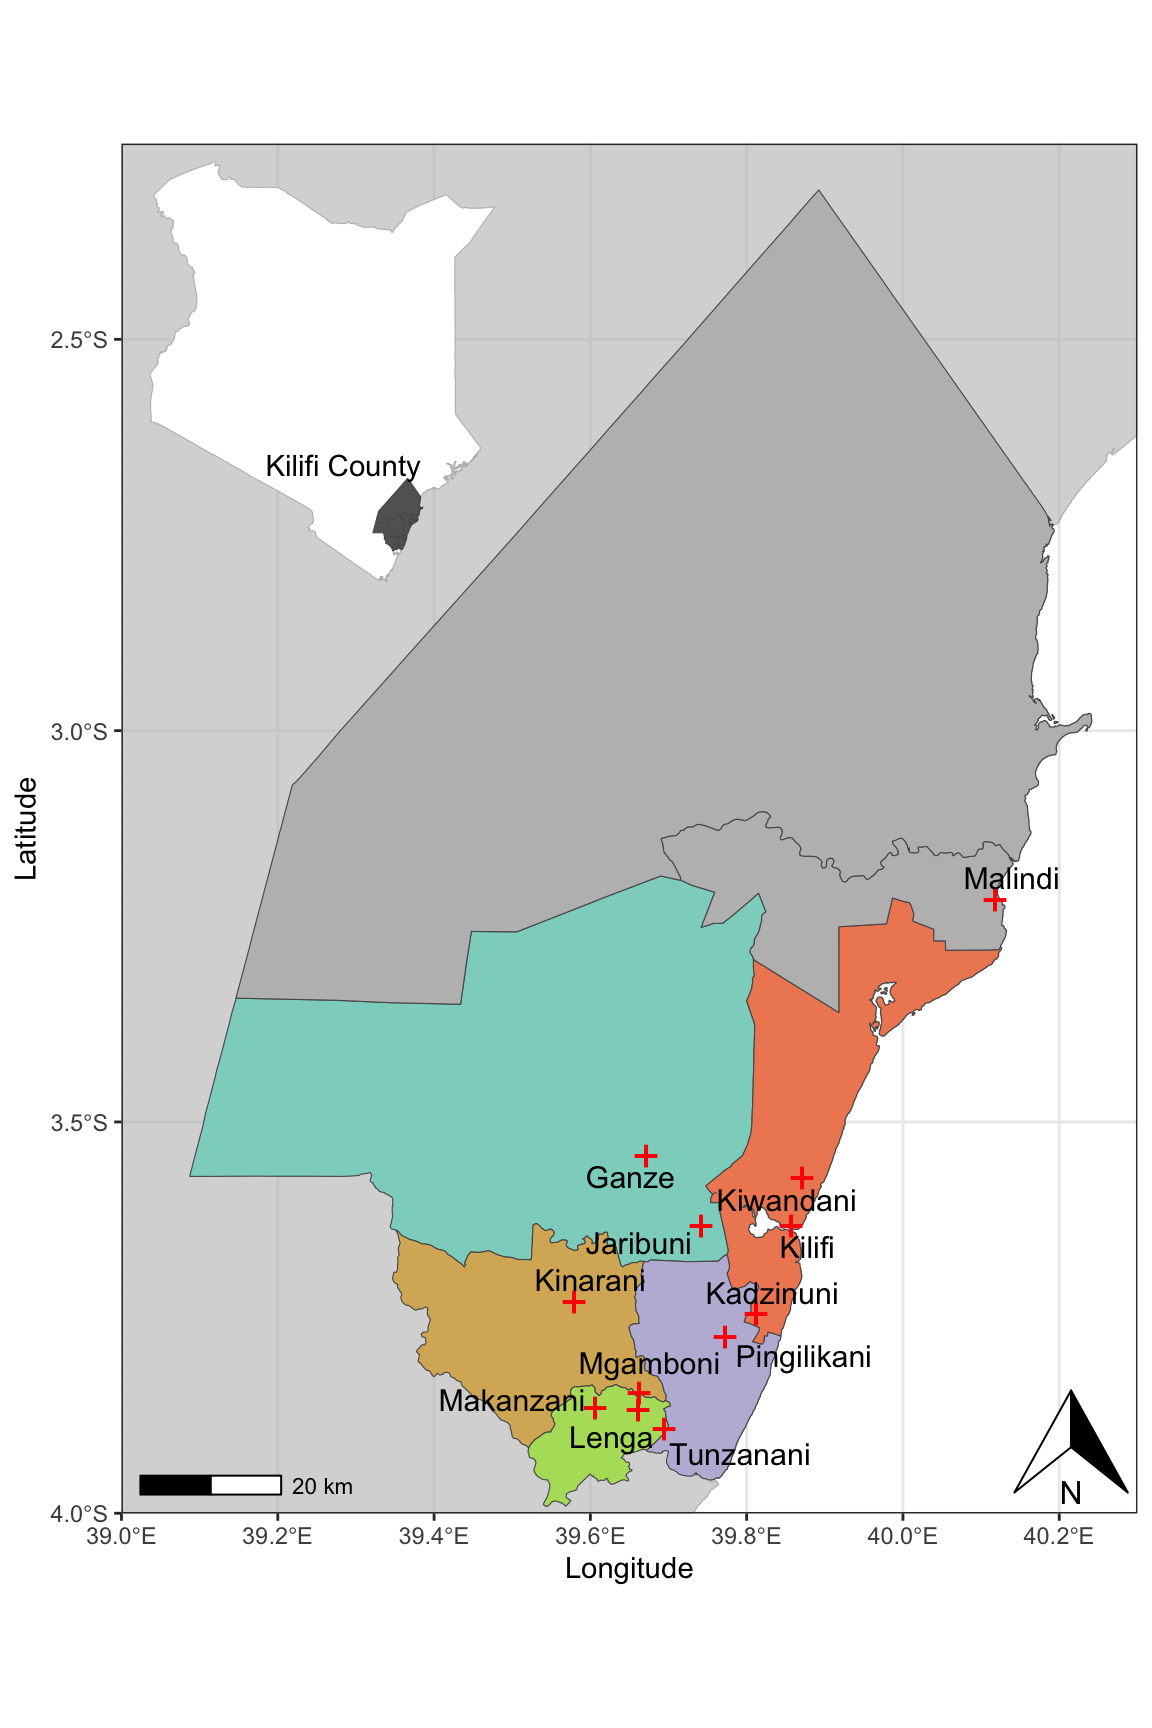 Kilifi County
2.5°S
3.0°S
3.5°S
4.0°S
Latitude
Malindi
Ganze
Kiwandani
Jaribuni
Kilifi
Kinarani
Kadzinuni
Mgamboni
Pingilikani
Makanzani
Lenga
Tunzanani
20 km
N
39.0°E
39.2°E
39.4°E
39.6°E
39.8°E
40.0°E
40.2°E
Longitude